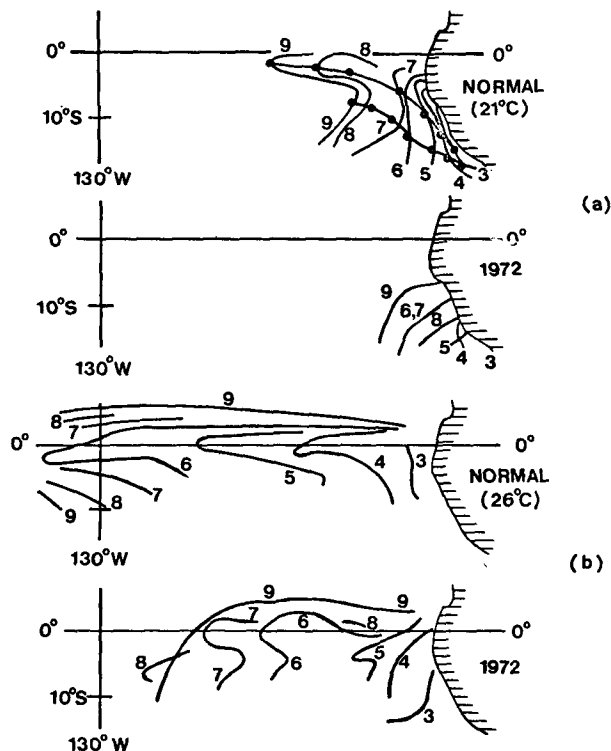 9 8
0° 0°
7
NORMAL
(21°C)
10°S
9 8 7 6 5 4 3
130°W
(a)
0° 0°
1972
9
10°S
6,7 8
5 4 3
130°W
9
8
7
0° 0°
6 5 4 3
NORMAL
(26°C)
7
8
9
130°W
(b)
9 9
7 6 8
0° 0°
5
1972
8 7 6 4
10°S
3
130°W